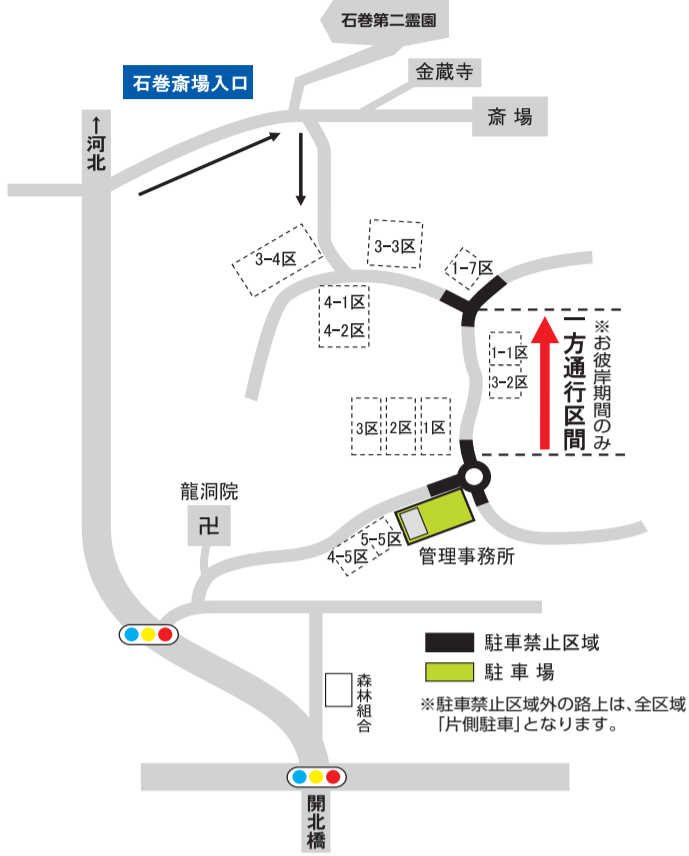 石巻第二霊園
石巻斎場入口
金蔵寺
斎 場
↑河北
3-4区
3-3区
1-7区
4-1区
4-2区
1-1区
3-2区
一方通行区間
※お彼岸期間のみ
3区
2区
1区
龍洞院
卍
5-5区
4-5区
管理事務所
駐車禁止区域
駐 車 場
※駐車禁止区域外の路上は、全区域
「片側駐車」となります。
森林組合
開北橋